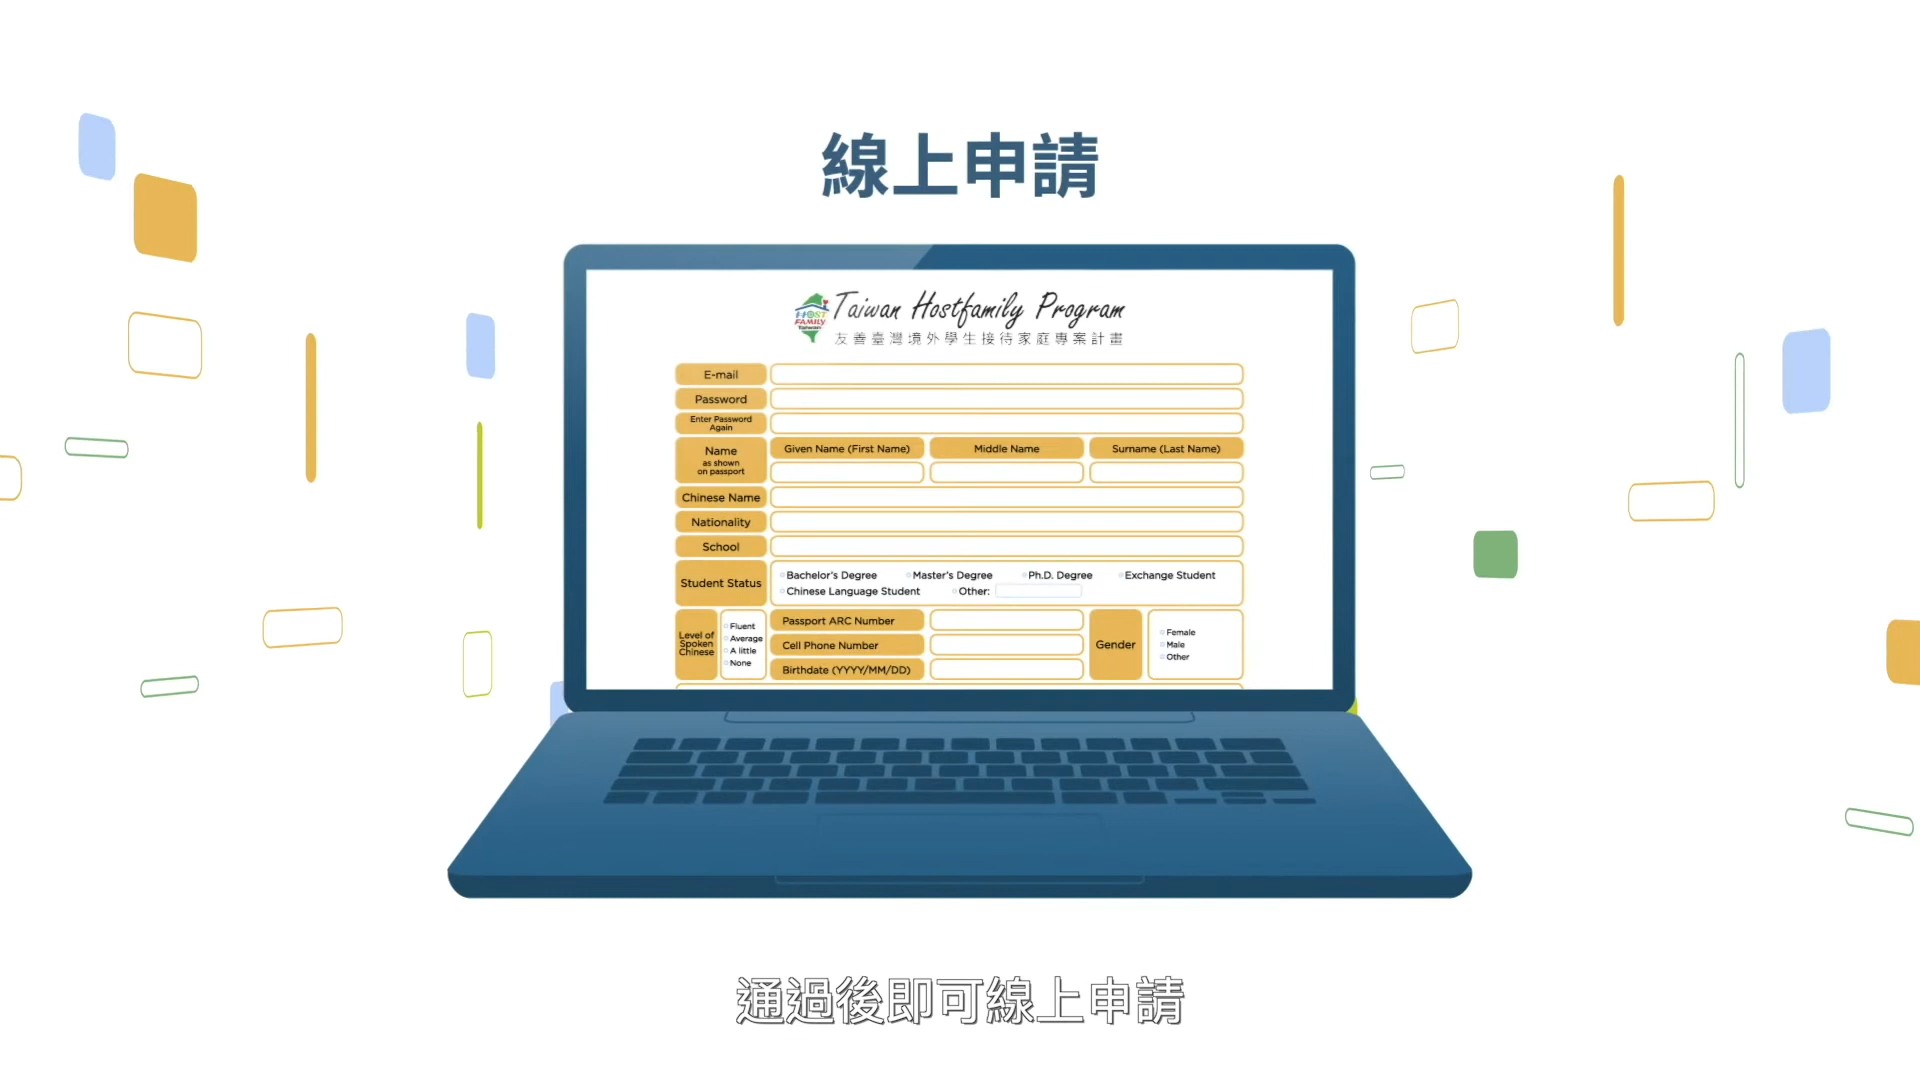 線上申請
HOST
FAMILY
Taiwan
Taiwan Hostfamily Program
友善臺灣境外學生接待家庭專案計畫
E-mail
Password
Enter Password
Again
Name
as shown
on passport
Given Name (First Name)
Middle Name
Surname (Last Name)
Chinese Name
Nationality
School
Student Status
Bachelor's Degree
Master's Degree
Ph.D. Degree
Exchange Student
Chinese Language Student
Other:
Level of
Spoken
Chinese
Fluent
Average
A little
None
Passport ARC Number
Cell Phone Number
Birthdate (YYYY/MM/DD)
Gender
Female
Male
Other
通過後即可線上申請